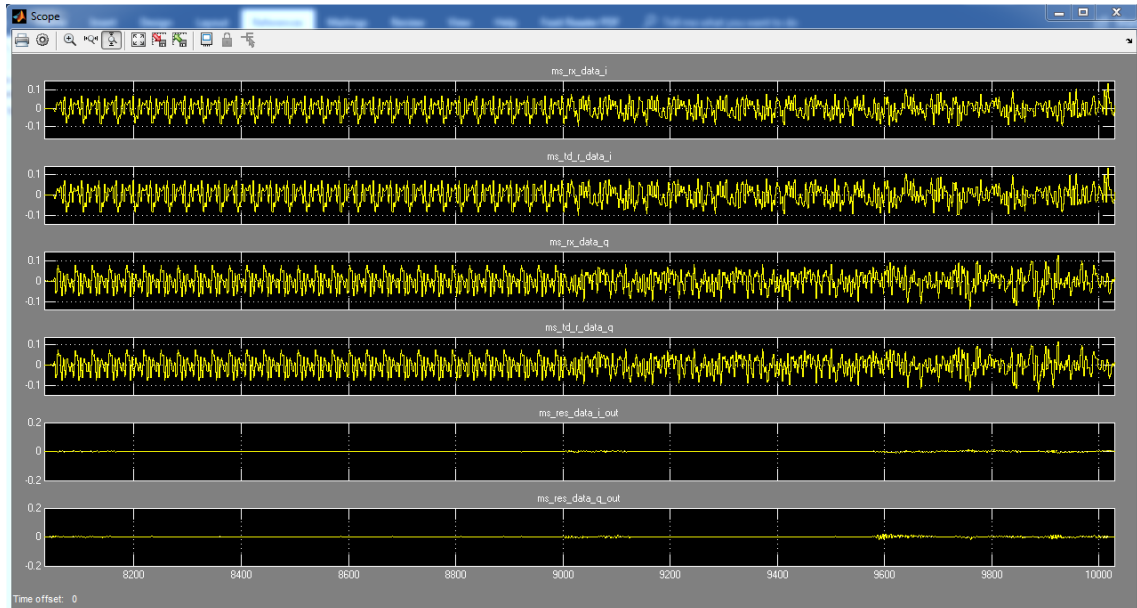 Scope
ms_rx_data_i
0.1
0
-0.1
ms_td_r_data_i
0.1
0
-0.1
ms_rx_data_q
0.1
0
-0.1
ms_td_r_data_q
0.1
0
-0.1
ms_res_data_i_out
0.2
0
-0.2
ms_res_data_q_out
0.2
0
-0.2
8200 8400 8600 8800 9000 9200 9400 9600 9800 10000
Time offset: 0